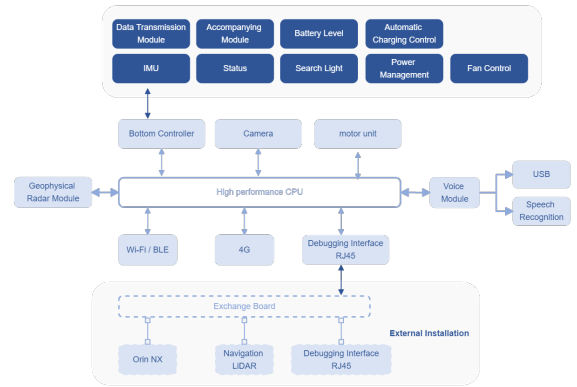 Data Transmission
Module
Accompanying
Module
Battery Level
Automatic
Charging Control
IMU
Status
Search Light
Power
Management
Fan Control
Bottom Controller
Camera
motor unit
Geophysical
Radar Module
High performance CPU
Voice
Module
USB
Speech
Recognition
Wi-Fi / BLE
4G
Debugging Interface
RJ45
Exchange Board
External Installation
Orin NX
Navigation
LIDAR
Debugging Interface
RJ45